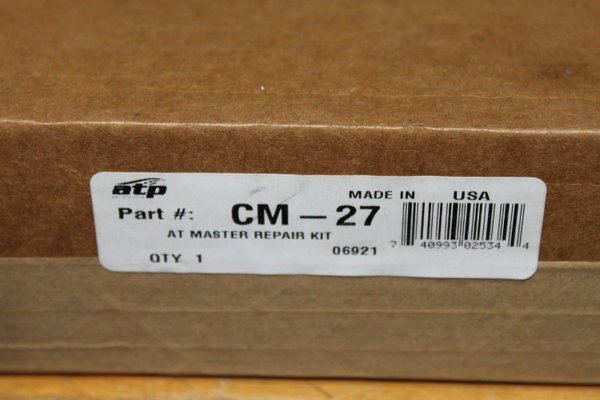 atp
MADE IN USA
Part #: CM-27
AT MASTER REPAIR KIT
06921
QTY 1
7 40993 02534 4